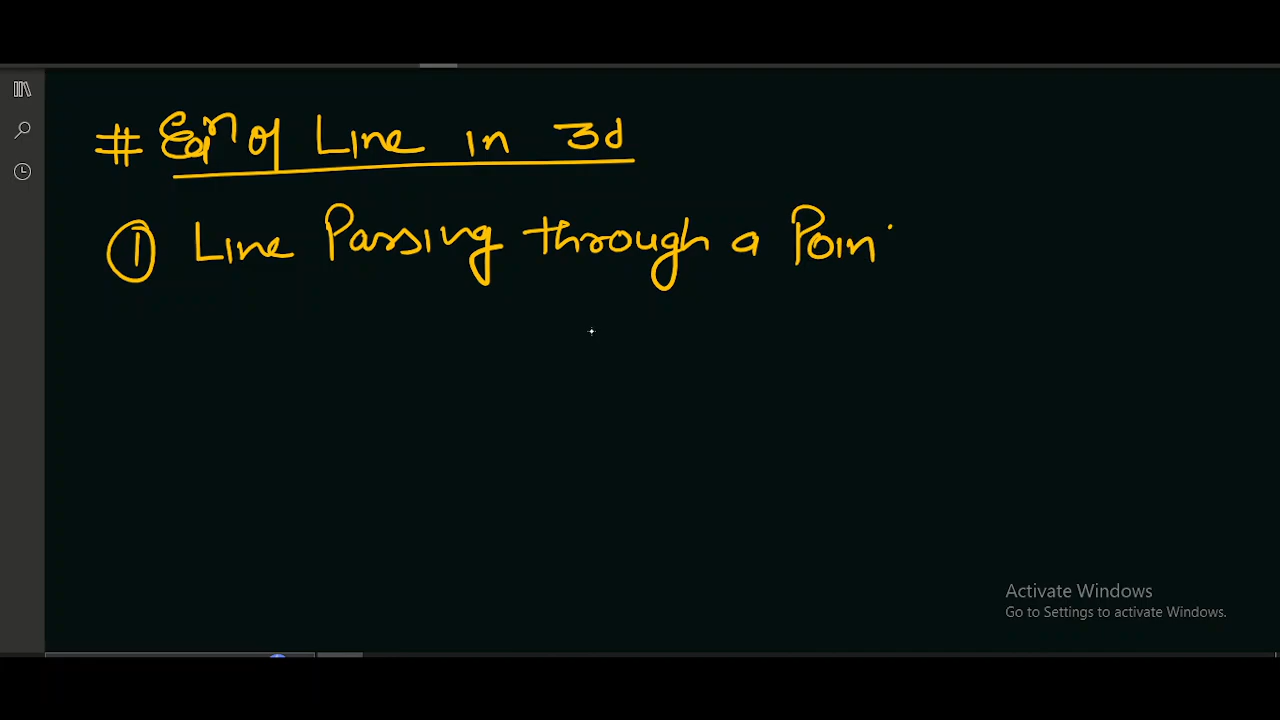 # Eqn of Line in 3d
① Line Passing through a Poin
Activate Windows
Go to Settings to activate Windows.